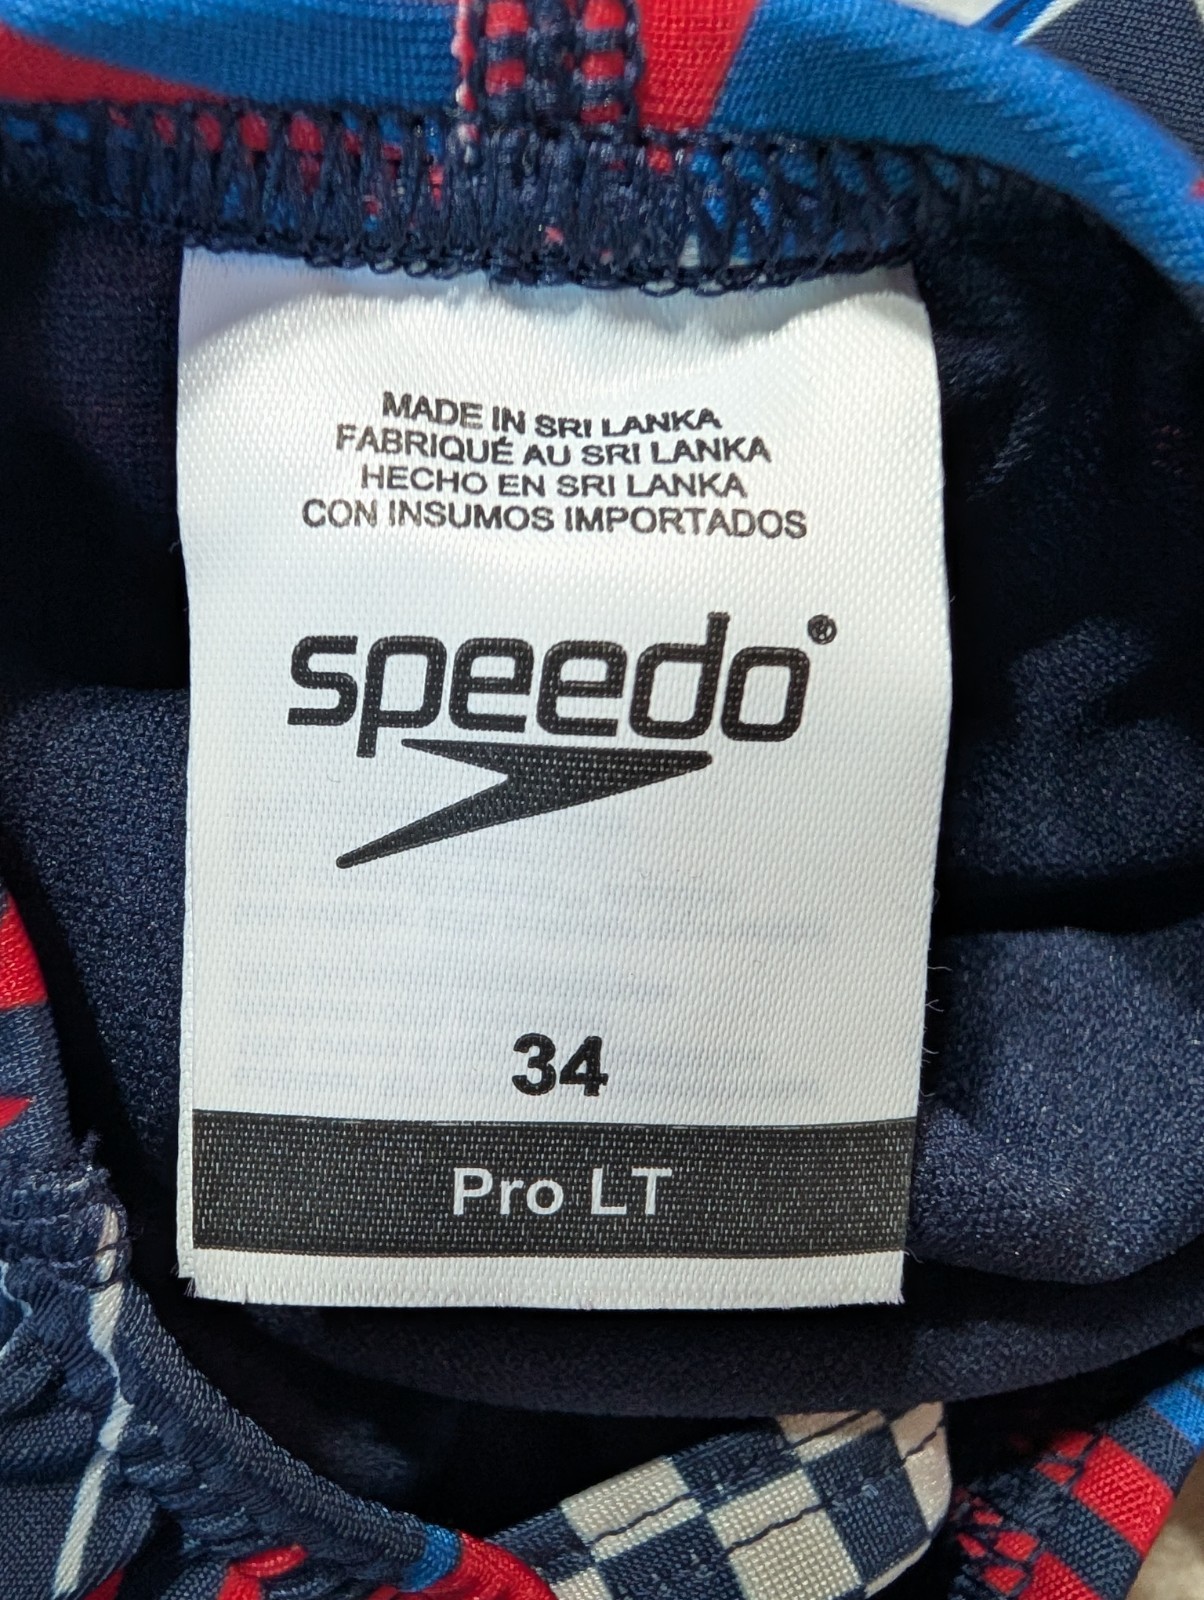 MADE IN SRI LANKA
FABRIQUÉ AU SRI LANKA
HECHO EN SRI LANKA
CON INSUMOS IMPORTADOS
speedo®
34
Pro LT